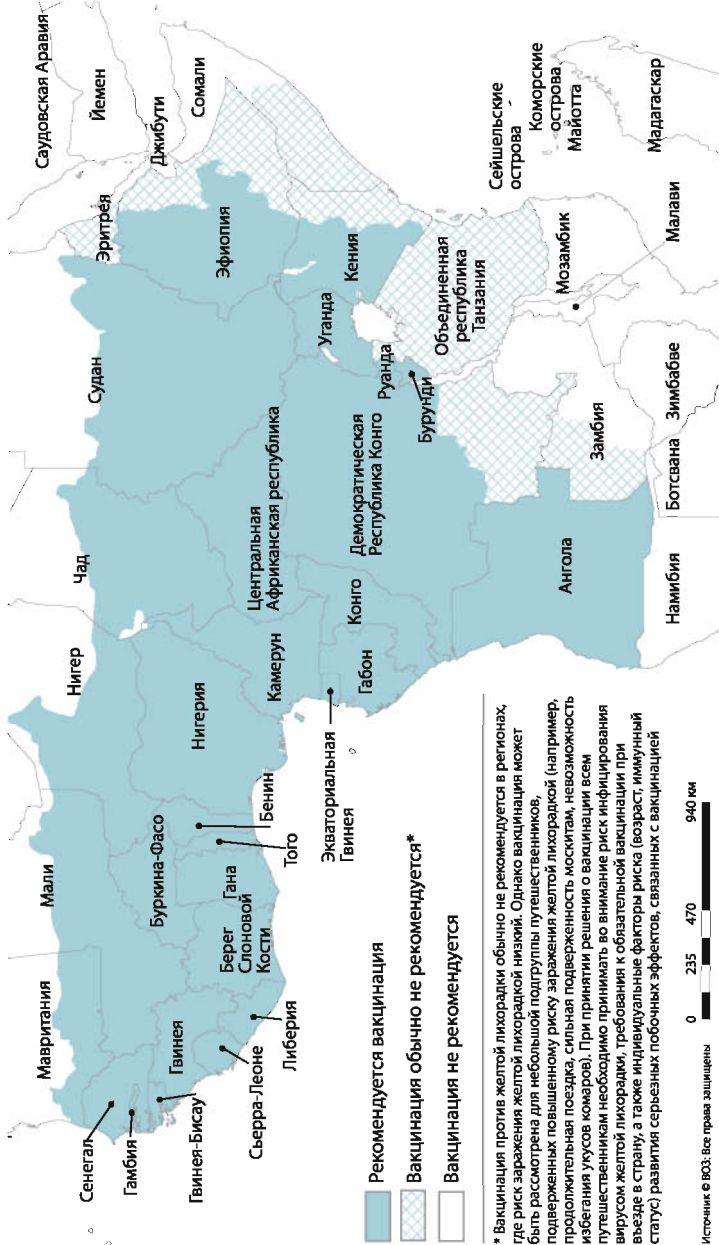 Саудовская Аравия
Йемен
Джибути
Сомали
Эритрея
Эфиопия
Судан
Чад
Нигер
Мали
Мавритания
Сенегал
Гамбия
Гвинея-Бисау
Гвинея
Сьерра-Леоне
Либерия
Берег
Слоновой
Кости
Буркина-Фасо
Гана
Того
Бенин
Нигерия
Камерун
Экваториальная
Гвинея
Габон
Конго
Центральная
Африканская республика
Демократическая
Республика Конго
Уганда
Кения
Руанда
Бурунди
Объединенная
республика
Танзания
Сейшельские
острова
Коморские
острова
Майотта
Мадагаскар
Малави
Мозамбик
Замбия
Зимбабве
Ботсвана
Намибия
Ангола
Рекомендуется вакцинация
Вакцинация обычно не рекомендуется*
Вакцинация не рекомендуется
* Вакцинация против желтой лихорадки обычно не рекомендуется в регионах,
где риск заражения желтой лихорадкой низкий. Однако вакцинация может
быть рассмотрена для небольшой подгруппы путешественников,
подверженных повышенному риску заражения желтой лихорадкой (например,
продолжительная поездка, сильная подверженность москитам, невозможность
избегания укусов комаров). При принятии решения о вакцинации всем
путешественникам необходимо принимать во внимание риск инфицирования
вирусом желтой лихорадки, требования к обязательной вакцинации при
въезде в страну, а также индивидуальные факторы риска (возраст, иммунный
статус) развития серьезных побочных эффектов, связанных с вакцинацией
0 235 470 940 км
Источник © ВОЗ: Все права защищены